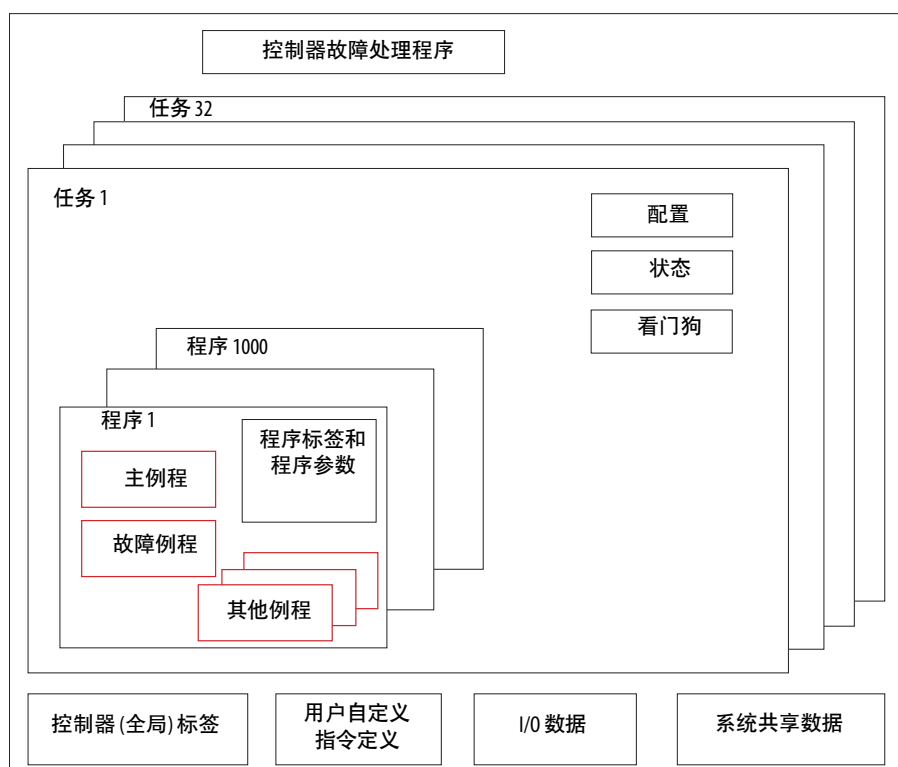 控制器故障处理程序
任务 32
任务 1
配置
状态
看门狗
程序 1000
程序 1
程序标签和
程序参数
主例程
故障例程
其他例程
控制器 (全局) 标签
用户自定义
指令定义
I/O 数据
系统共享数据